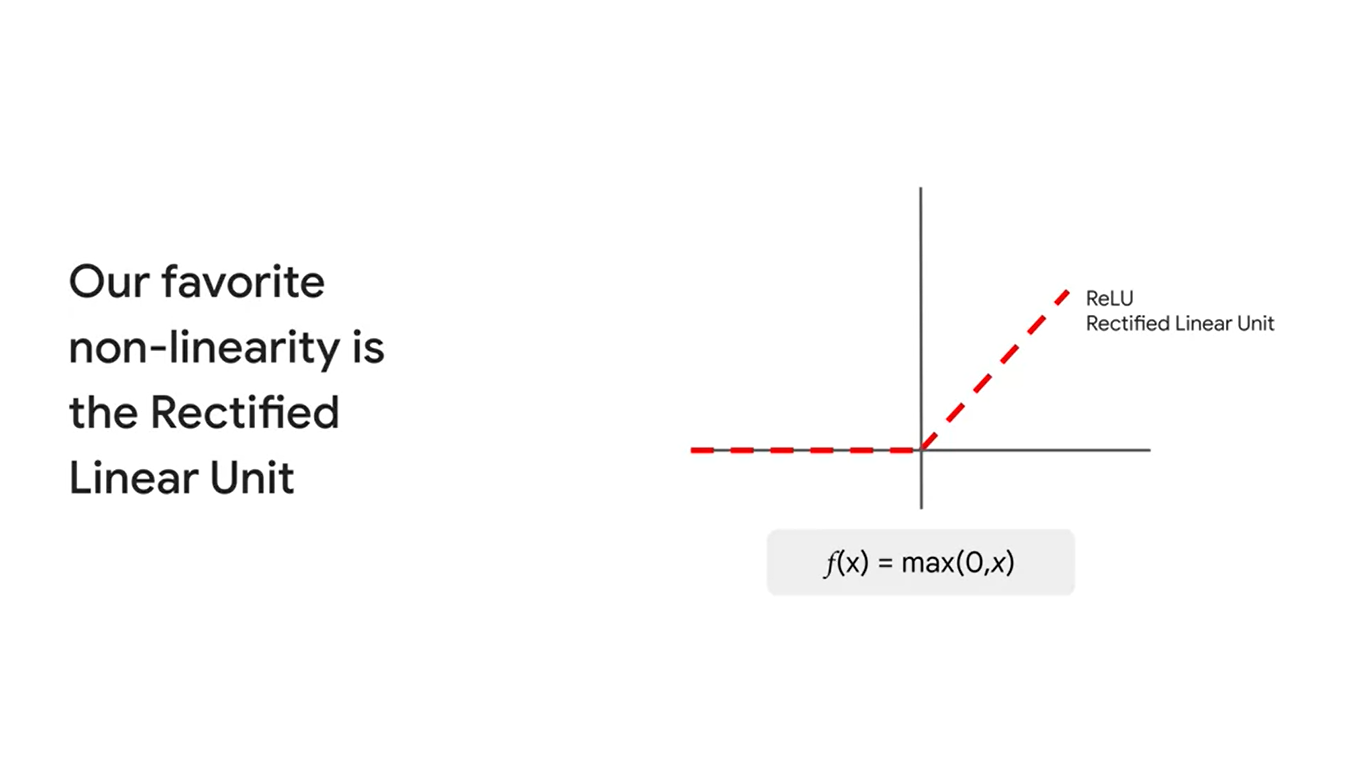 Our favorite
non-linearity is
the Rectified
Linear Unit
ReLU
Rectified Linear Unit
f(x) = max(0,x)